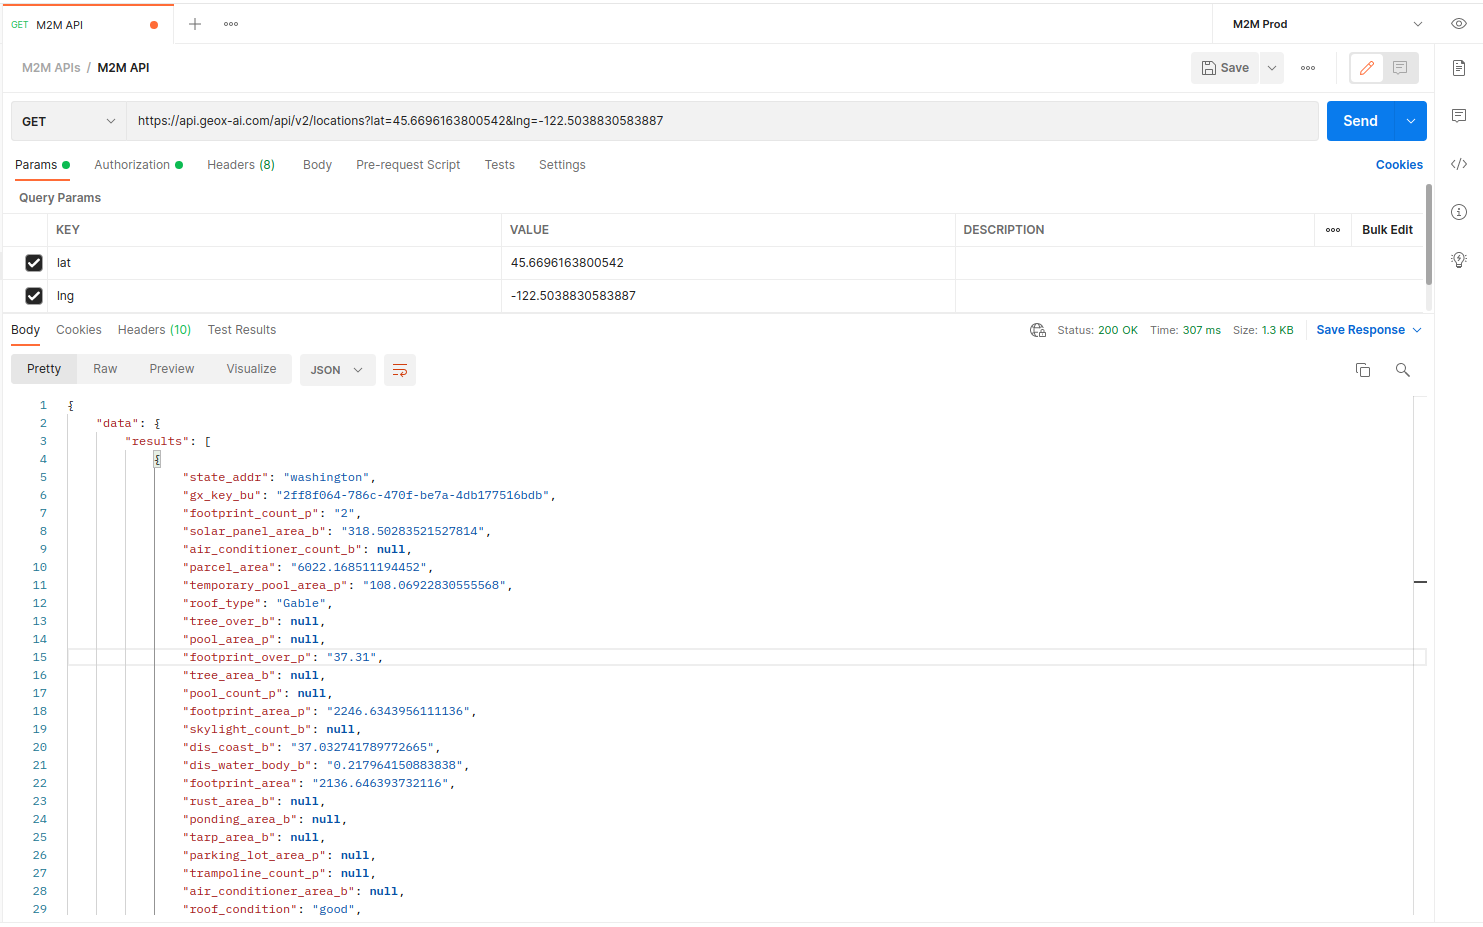 GET M2M API
M2M Prod
M2M APIs / M2M API
Save
GET
https://api.geox-ai.com/api/v2/locations?lat=45.6696163800542&lng=-122.5038830583887
Send
Params Authorization Headers (8) Body Pre-request Script Tests Settings Cookies
Query Params
KEY VALUE DESCRIPTION Bulk Edit
lat 45.6696163800542
lng -122.5038830583887
Body Cookies Headers (10) Test Results Status: 200 OK Time: 307 ms Size: 1.3 KB Save Response
Pretty Raw Preview Visualize JSON
1 {
2 "data": {
3 "results": [
4 {
5 "state_addr": "washington",
6 "gx_key_bu": "2ff8f064-786c-470f-be7a-4db177516bdb",
7 "footprint_count_p": "2",
8 "solar_panel_area_b": "318.50283521527814",
9 "air_conditioner_count_b": null,
10 "parcel_area": "6022.168511194452",
11 "temporary_pool_area_p": "108.06922830555568",
12 "roof_type": "Gable",
13 "tree_over_b": null,
14 "pool_area_p": null,
15 "footprint_over_p": "37.31",
16 "tree_area_b": null,
17 "pool_count_p": null,
18 "footprint_area_p": "2246.6343956111136",
19 "skylight_count_b": null,
20 "dis_coast_b": "37.032741789772665",
21 "dis_water_body_b": "0.217964150883838",
22 "footprint_area": "2136.646393732116",
23 "rust_area_b": null,
24 "ponding_area_b": null,
25 "tarp_area_b": null,
26 "parking_lot_area_p": null,
27 "trampoline_count_p": null,
28 "air_conditioner_area_b": null,
29 "roof_condition": "good",